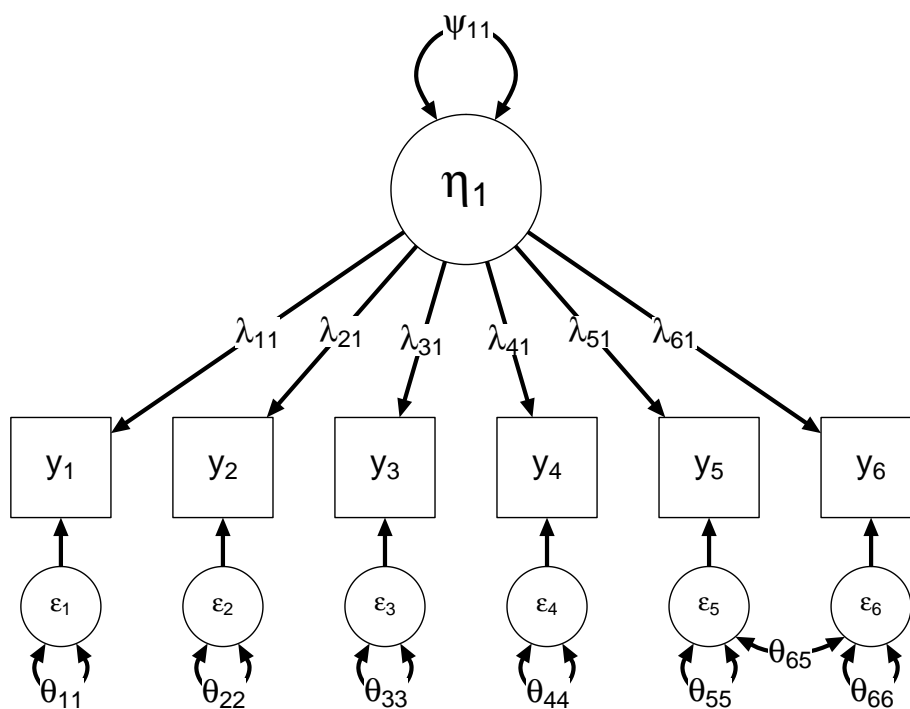 ψ₁₁
η₁
λ₁₁ λ₂₁ λ₃₁ λ₄₁ λ₅₁ λ₆₁
y₁ y₂ y₃ y₄ y₅ y₆
ε₁ ε₂ ε₃ ε₄ ε₅ ε₆
θ₆₅
θ₁₁ θ₂₂ θ₃₃ θ₄₄ θ₅₅ θ₆₆